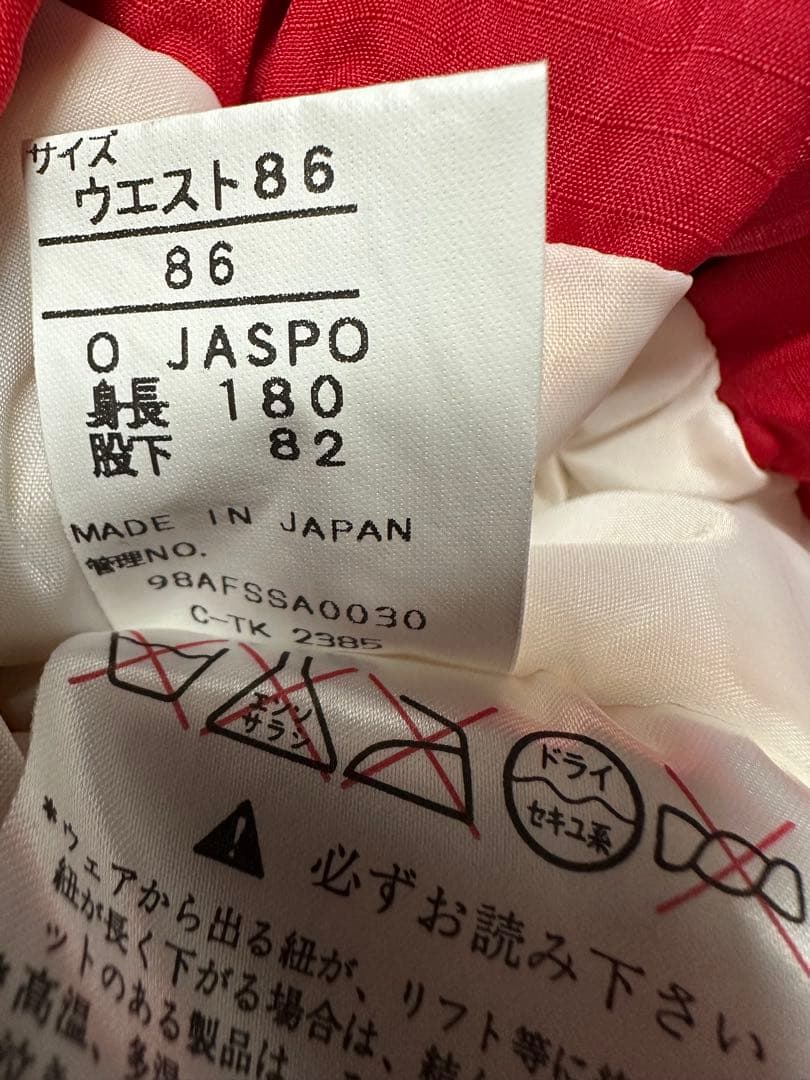 サイズ
ウエスト86
86
O JASPO
身長 180
股下 82
MADE IN JAPAN
管理NO.
98AFSSA0030
C-TK 2385
エンソ
サラシ
ドライ
セキユ系
必ずお読み下さい
*ウェアから出る紐が、リフト等に
紐が長く下がる場合は、結
ットのある製品は、
高温、多湿